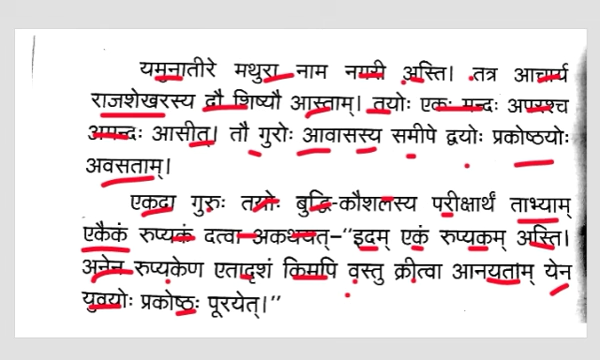 यमुनातीरे मथुरा नाम नगरी अस्ति। तत्र आचार्य
राजशेखरस्य द्वौ शिष्यौ आस्ताम्। तयोः एकः मन्दः अपरश्च
अमन्दः आसीत्। तौ गुरोः आवासस्य समीपे द्वयोः प्रकोष्ठयोः
अवसताम्।
एकदा गुरुः तयोः बुद्धि-कौशलस्य परीक्षार्थं ताभ्याम्
एकैकं रुप्यकं दत्वा अकथयत्–"इदम् एकं रुप्यकम् अस्ति।
अनेन रुप्यकेण एतादृशं किमपि वस्तु क्रीत्वा आनयताम् येन
युवयोः प्रकोष्ठः पूरयेत्।"